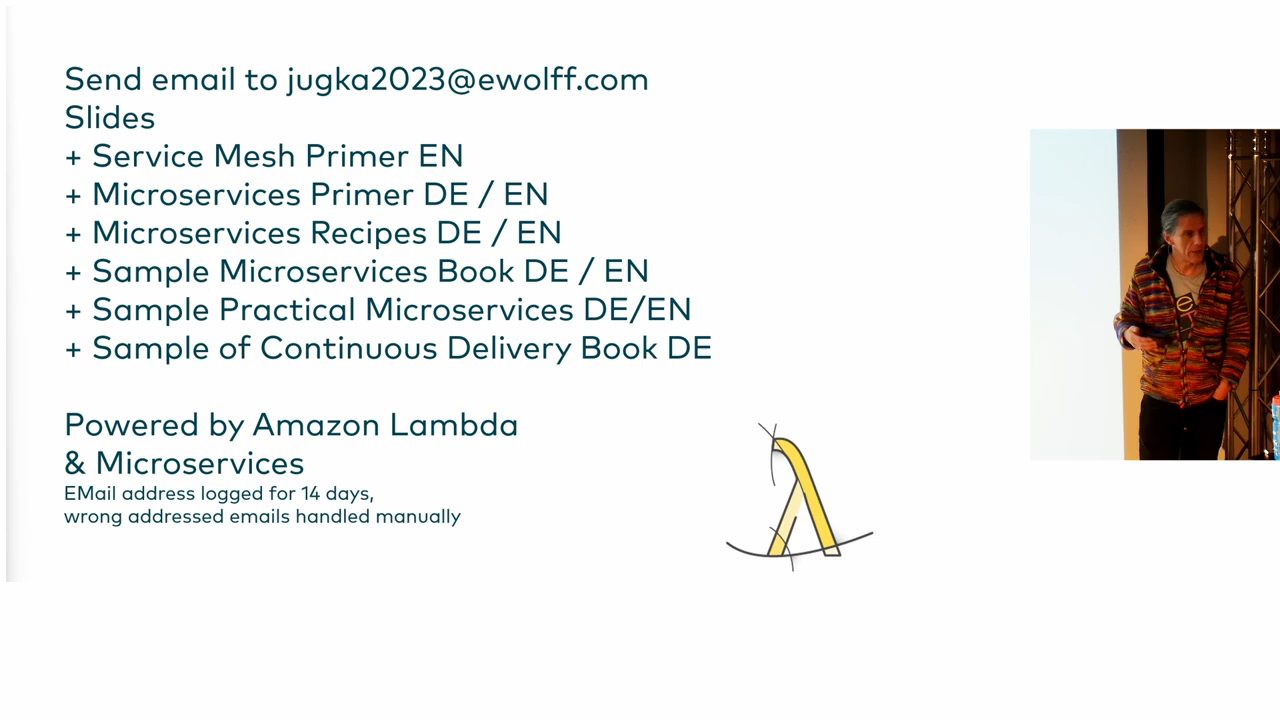 Send email to jugka2023@ewolff.com
Slides
+ Service Mesh Primer EN
+ Microservices Primer DE / EN
+ Microservices Recipes DE / EN
+ Sample Microservices Book DE / EN
+ Sample Practical Microservices DE/EN
+ Sample of Continuous Delivery Book DE
Powered by Amazon Lambda
& Microservices
EMail address logged for 14 days,
wrong addressed emails handled manually